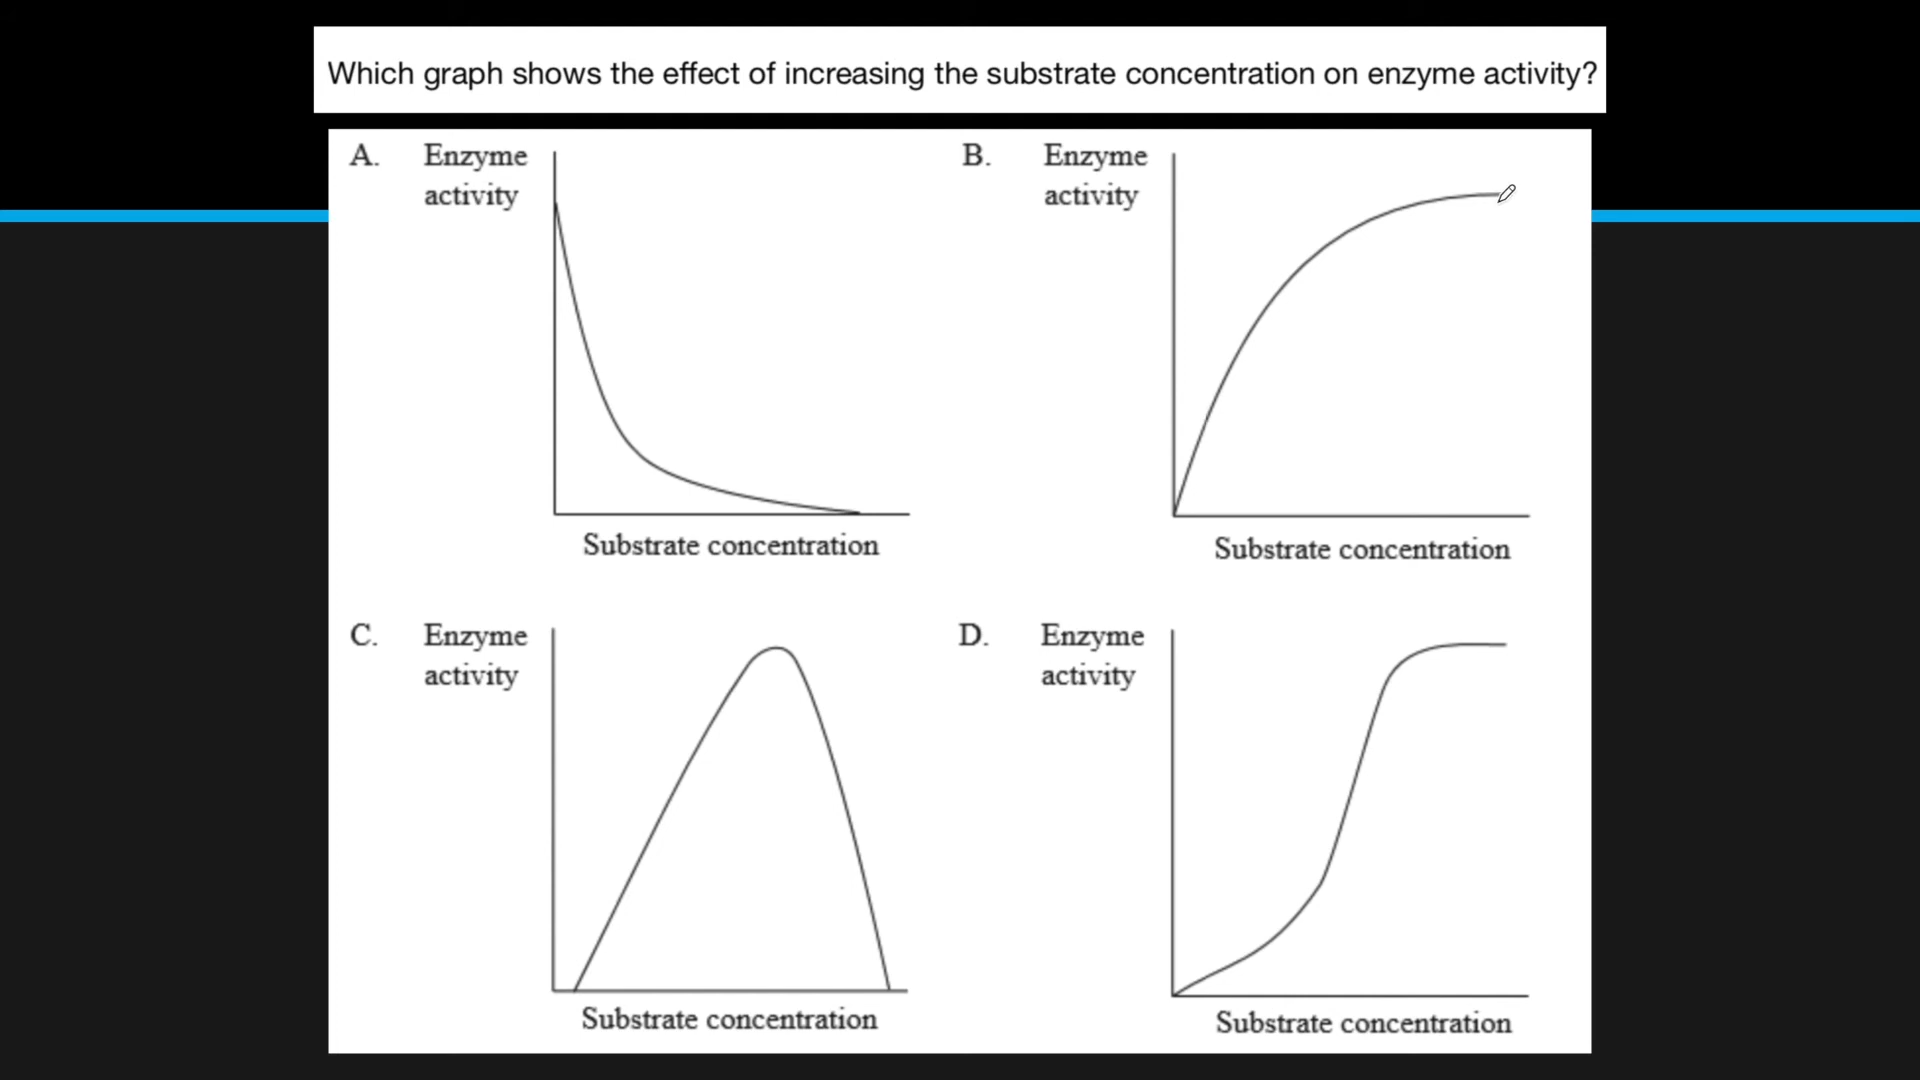 Which graph shows the effect of increasing the substrate concentration on enzyme activity?
A. Enzyme
activity
Substrate concentration
B. Enzyme
activity
Substrate concentration
C. Enzyme
activity
Substrate concentration
D. Enzyme
activity
Substrate concentration